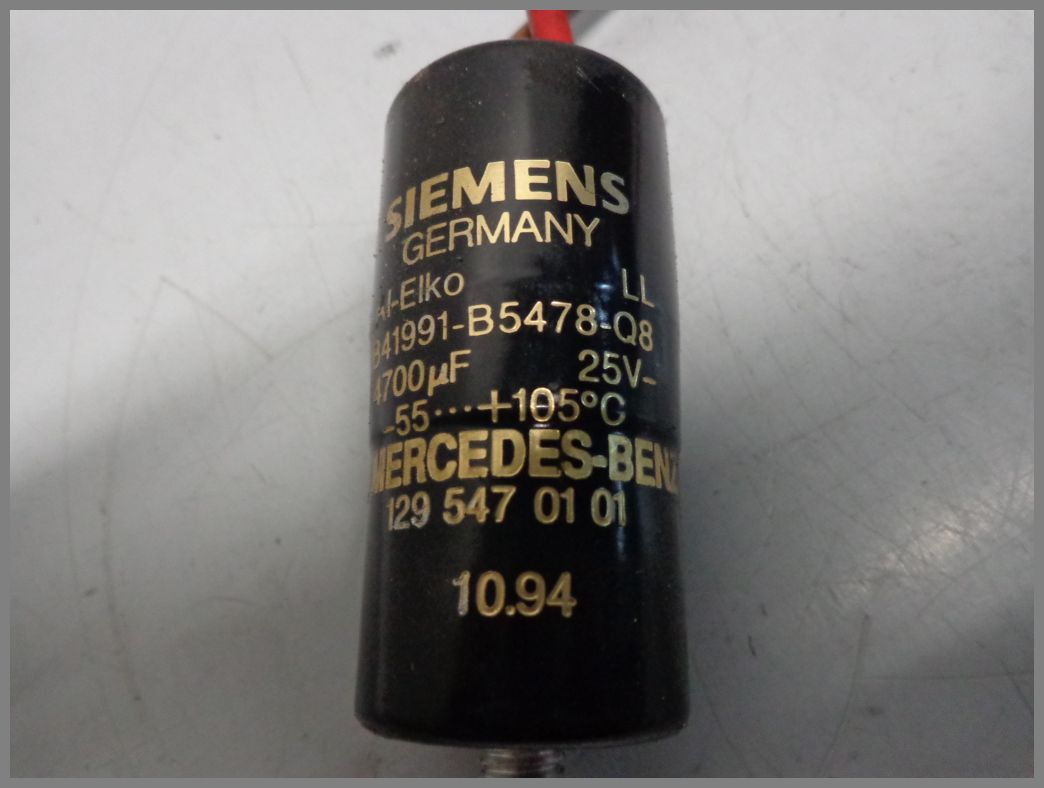 SIEMENS
GERMANY
Al-Elko LL
B41991-B5478-Q8
4700µF 25V-
-55····+105°C
MERCEDES-BENZ
129 547 01 01
10.94